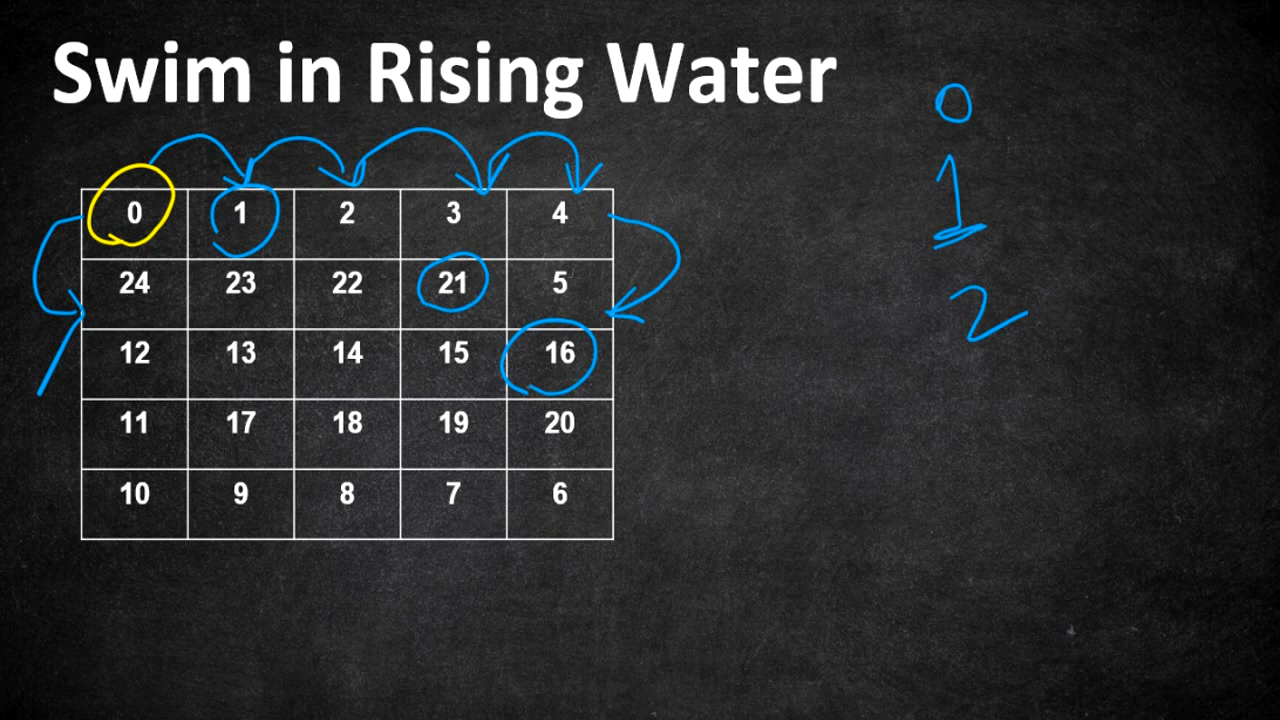 Swim in Rising Water
0
1
2
0 1 2 3 4
24 23 22 21 5
12 13 14 15 16
11 17 18 19 20
10 9 8 7 6